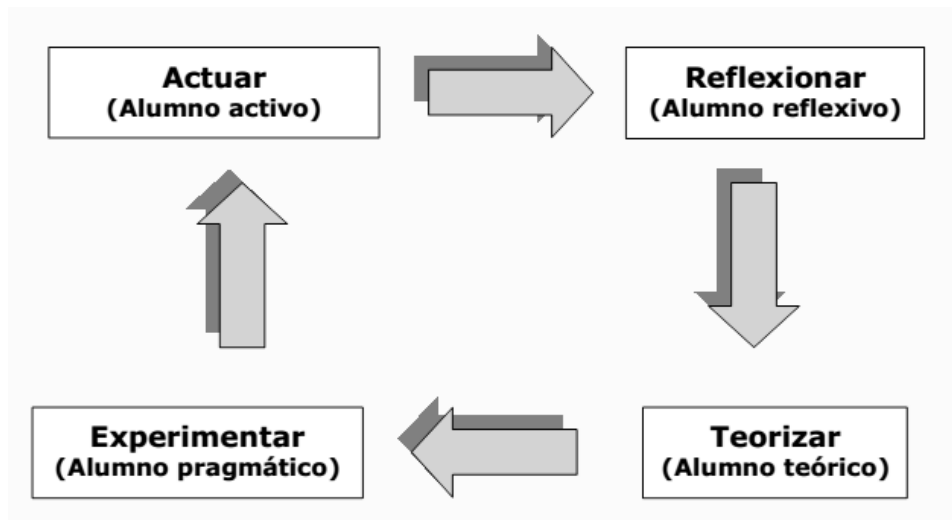 Actuar
(Alumno activo)
Reflexionar
(Alumno reflexivo)
Experimentar
(Alumno pragmático)
Teorizar
(Alumno teórico)